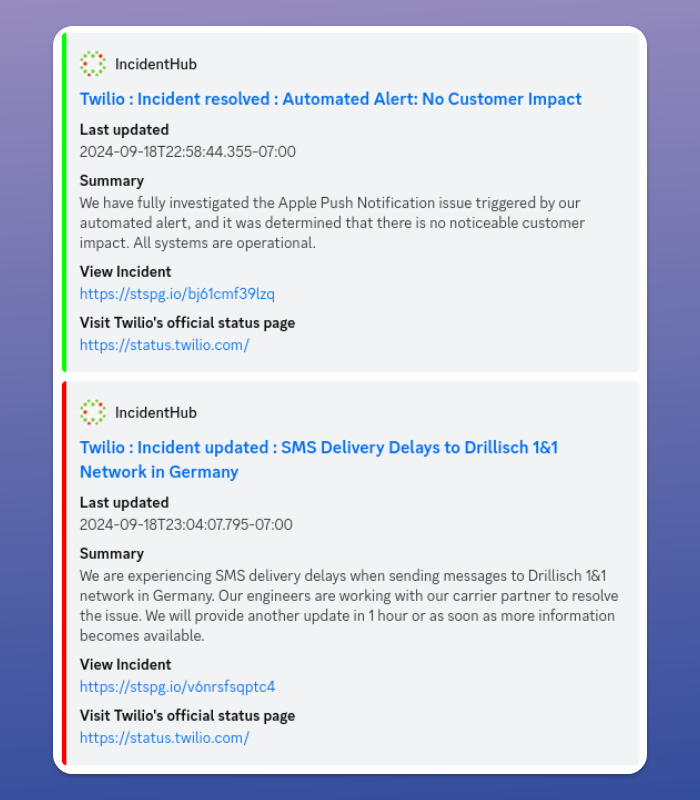 IncidentHub
Twilio : Incident resolved : Automated Alert: No Customer Impact
Last updated
2024-09-18T22:58:44.355-07:00
Summary
We have fully investigated the Apple Push Notification issue triggered by our
automated alert, and it was determined that there is no noticeable customer
impact. All systems are operational.
View Incident
https://stspg.io/bj61cmf39lzq
Visit Twilio's official status page
https://status.twilio.com/
IncidentHub
Twilio : Incident updated : SMS Delivery Delays to Drillisch 1&1
Network in Germany
Last updated
2024-09-18T23:04:07.795-07:00
Summary
We are experiencing SMS delivery delays when sending messages to Drillisch 1&1
network in Germany. Our engineers are working with our carrier partner to resolve
the issue. We will provide another update in 1 hour or as soon as more information
becomes available.
View Incident
https://stspg.io/v6nrsfsqptc4
Visit Twilio's official status page
https://status.twilio.com/